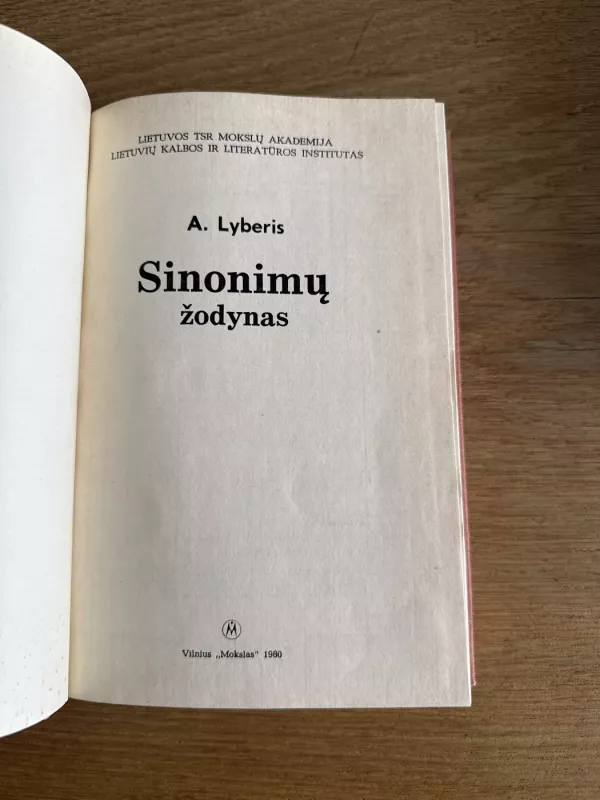 LIETUVOS TSR MOKSLŲ AKADEMIJA
LIETUVIŲ KALBOS IR LITERATŪROS INSTITUTAS
A. Lyberis
Sinonimų
žodynas
M
Vilnius „Mokslas" 1980